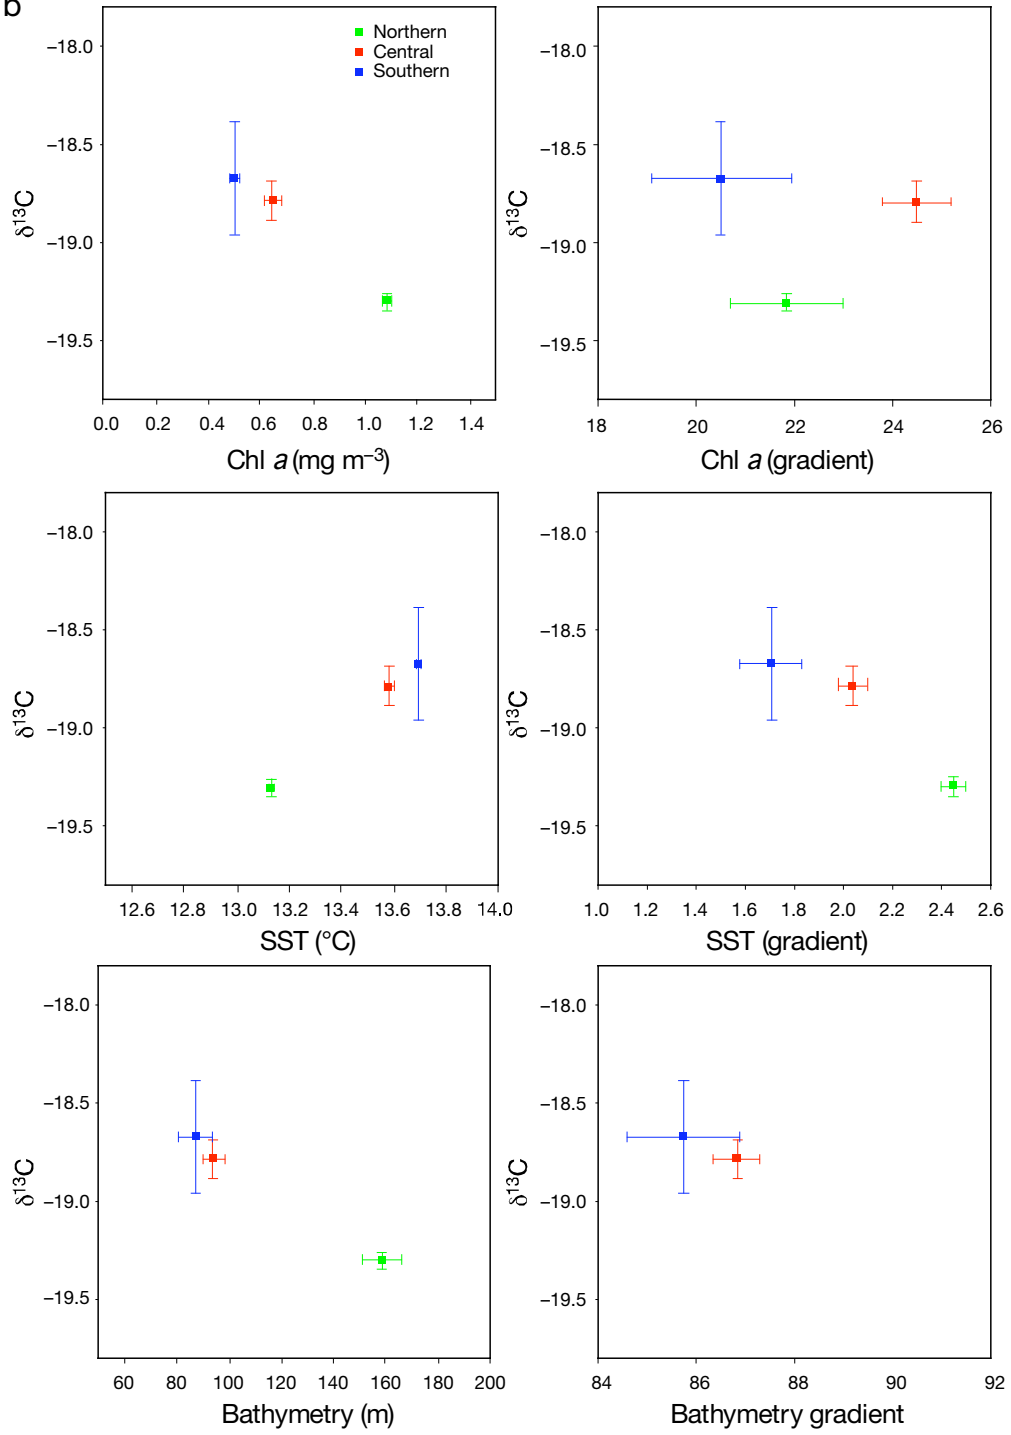 b
Northern
Central
Southern
−18.0
−18.5
−19.0
−19.5
δ¹³C
0.0 0.2 0.4 0.6 0.8 1.0 1.2 1.4
Chl a (mg m⁻³)
−18.0
−18.5
−19.0
−19.5
δ¹³C
18 20 22 24 26
Chl a (gradient)
−18.0
−18.5
−19.0
−19.5
δ¹³C
12.6 12.8 13.0 13.2 13.4 13.6 13.8 14.0
SST (°C)
−18.0
−18.5
−19.0
−19.5
δ¹³C
1.0 1.2 1.4 1.6 1.8 2.0 2.2 2.4 2.6
SST (gradient)
−18.0
−18.5
−19.0
−19.5
δ¹³C
60 80 100 120 140 160 180 200
Bathymetry (m)
−18.0
−18.5
−19.0
−19.5
δ¹³C
84 86 88 90 92
Bathymetry gradient